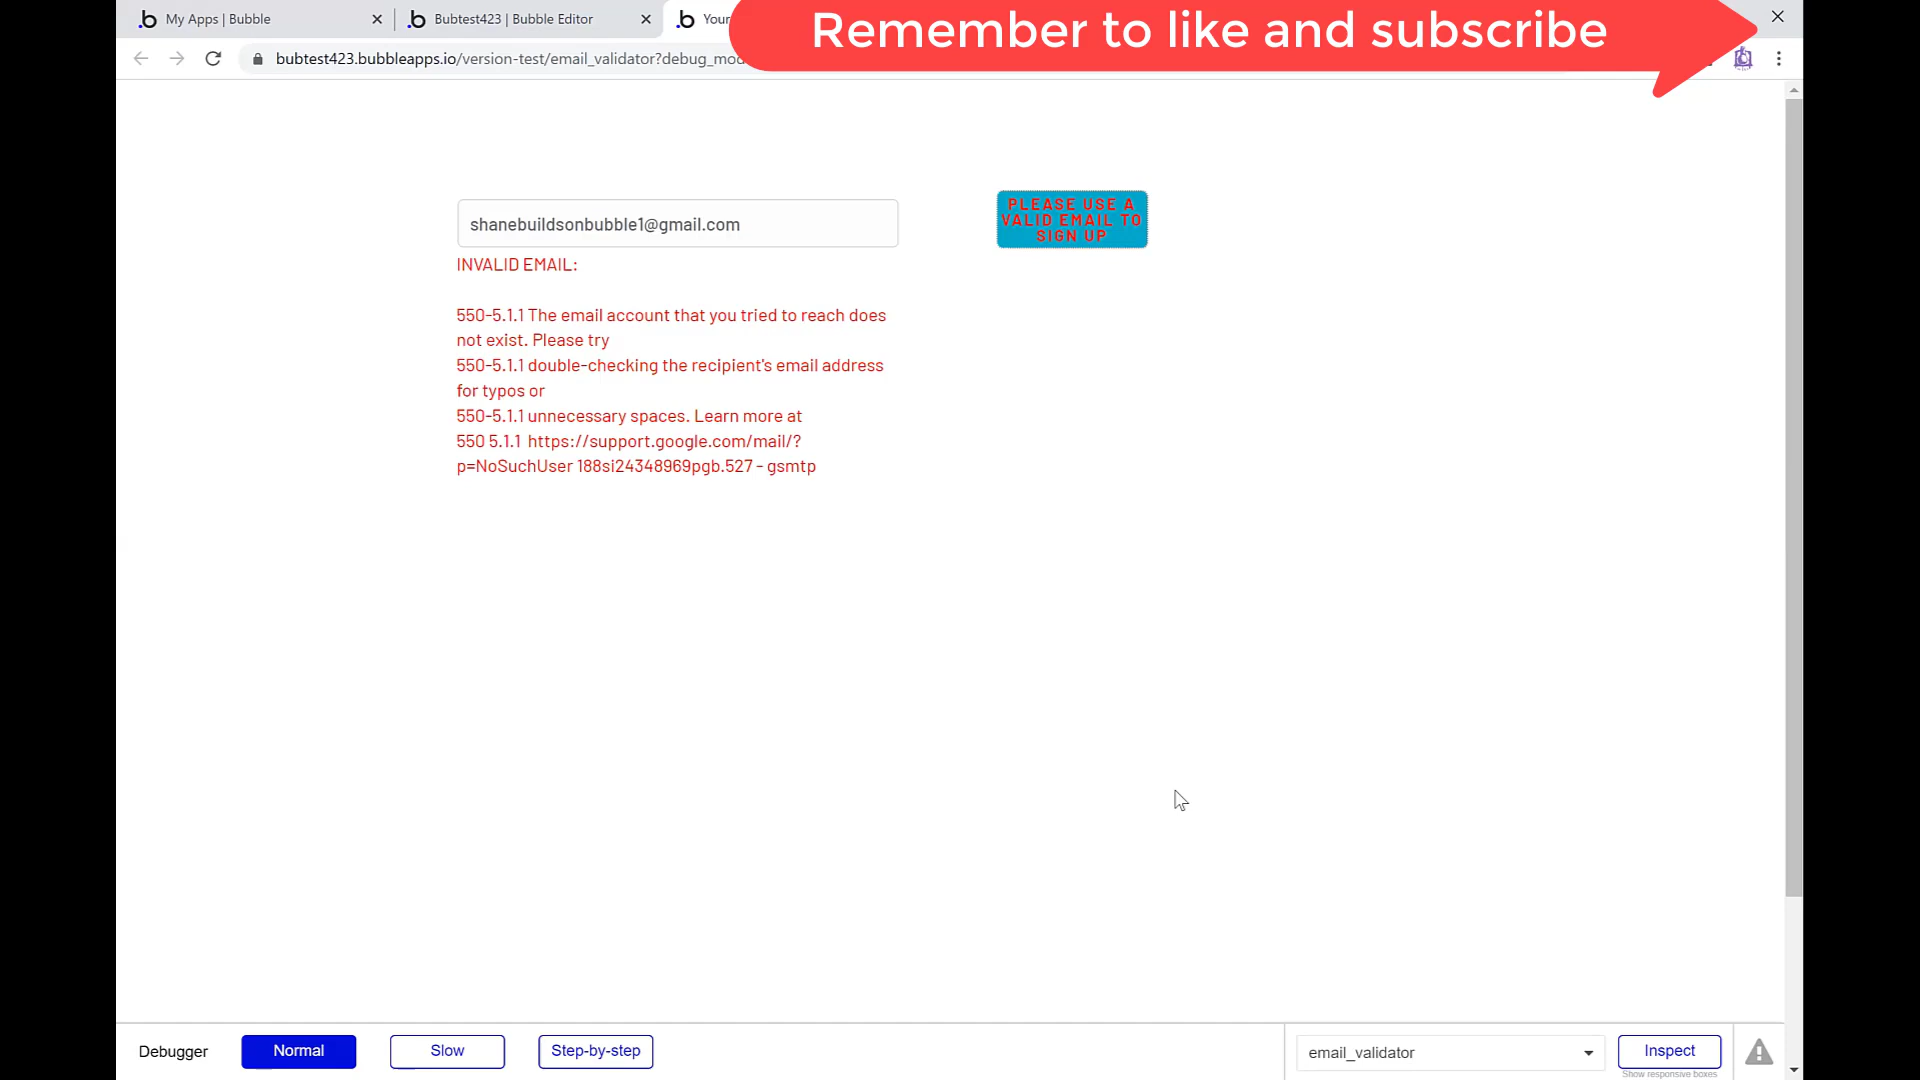 My Apps | Bubble
Bubtest423 | Bubble Editor
Your
Remember to like and subscribe
bubtest423.bubbleapps.io/version-test/email_validator?debug_mod
shanebuildsonbubble1@gmail.com
PLEASE USE A
VALID EMAIL TO
SIGN UP
INVALID EMAIL:
550-5.1.1 The email account that you tried to reach does
not exist. Please try
550-5.1.1 double-checking the recipient's email address
for typos or
550-5.1.1 unnecessary spaces. Learn more at
550 5.1.1 https://support.google.com/mail/?
p=NoSuchUser 188si24348969pgb.527 - gsmtp
Debugger
Normal
Slow
Step-by-step
email_validator
Inspect
Show responsive boxes